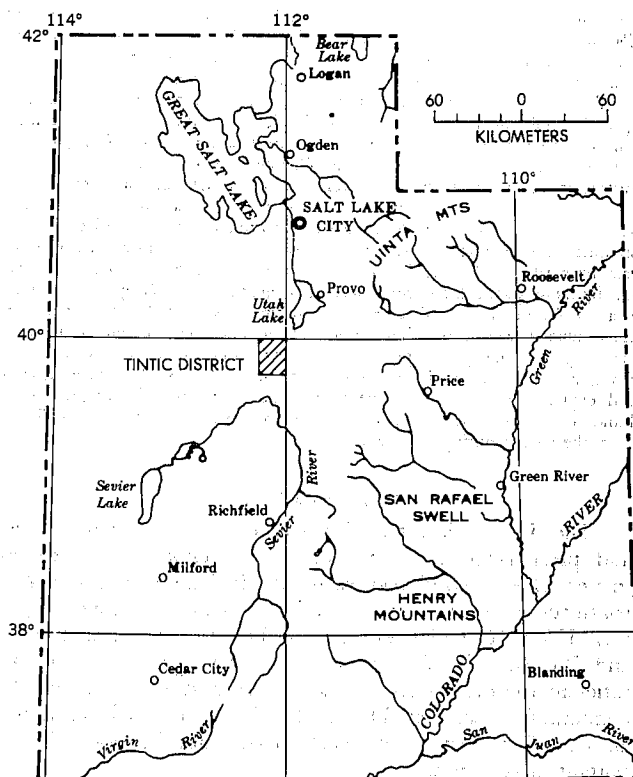 114°
112°
42°
Bear
Lake
Logan
60 0 60
KILOMETERS
GREAT SALT LAKE
Ogden
110°
SALT LAKE
CITY
UINTA MTS
Roosevelt
Provo
Utah
Lake
Green River
40°
TINTIC DISTRICT
Price
Sevier
Lake
River
Sevier
Green River
SAN RAFAEL
SWELL
Richfield
RIVER
COLORADO
Milford
HENRY
MOUNTAINS
38°
Cedar City
Blanding
Virgin River
San Juan River